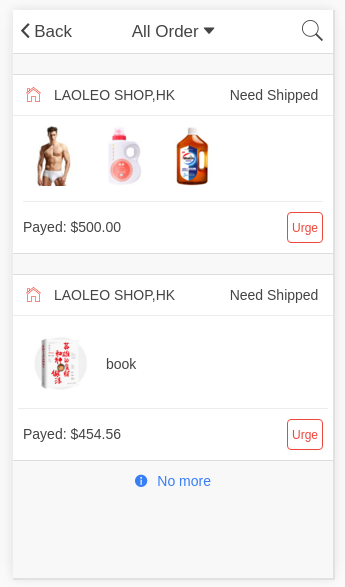 Back
All Order
LAOLEO SHOP,HK
Need Shipped
Payed: $500.00
Urge
LAOLEO SHOP,HK
Need Shipped
book
Payed: $454.56
Urge
No more